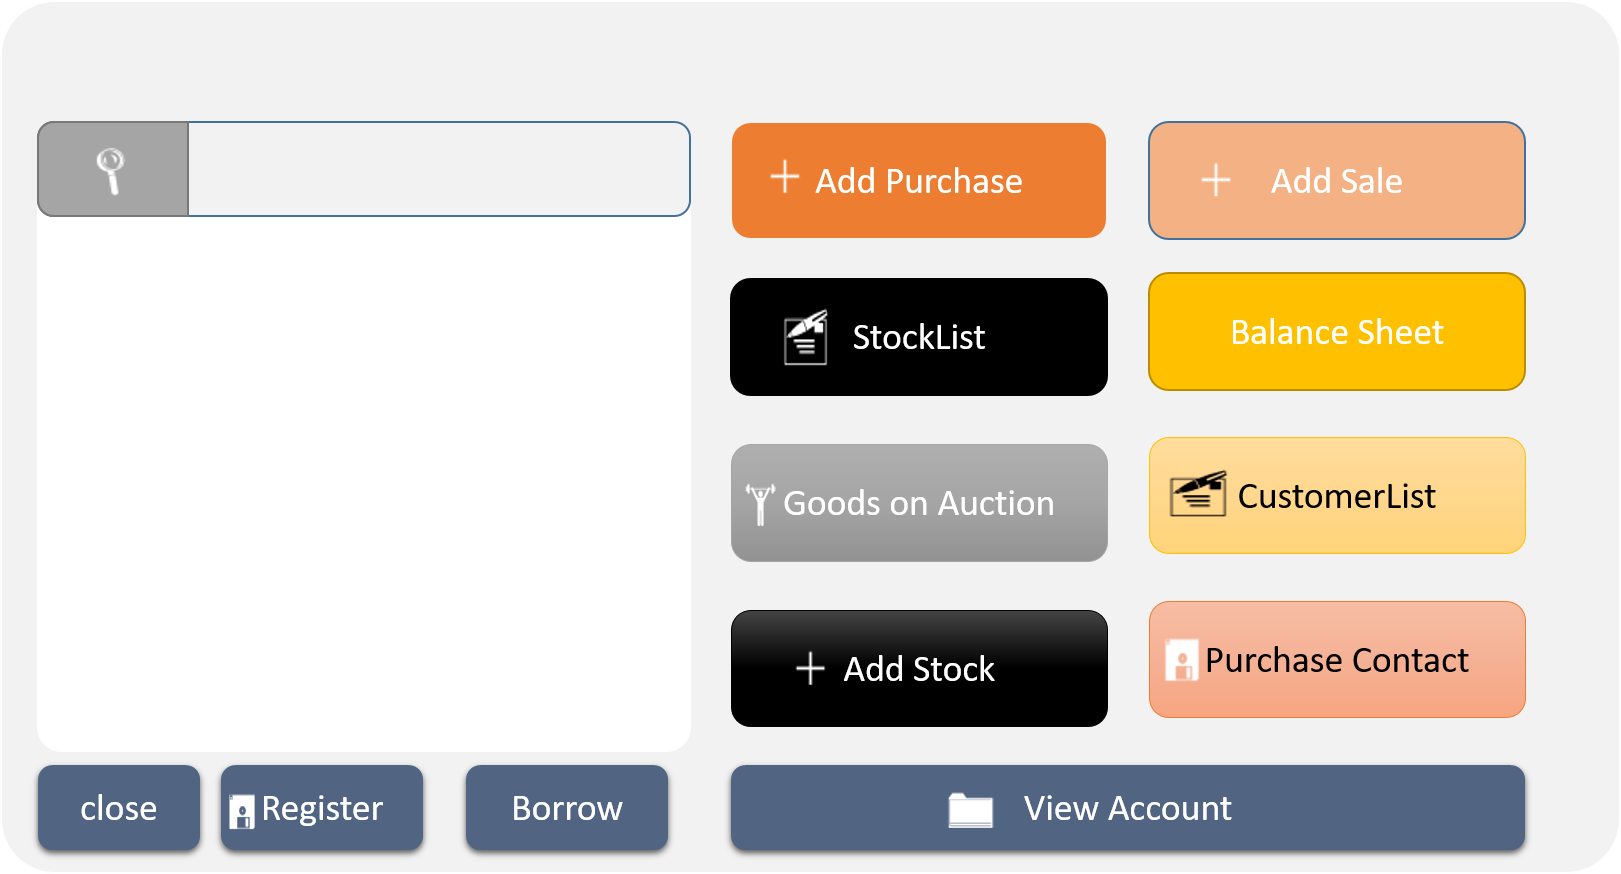 Add Purchase
Add Sale
StockList
Balance Sheet
Goods on Auction
CustomerList
Add Stock
Purchase Contact
close
Register
Borrow
View Account